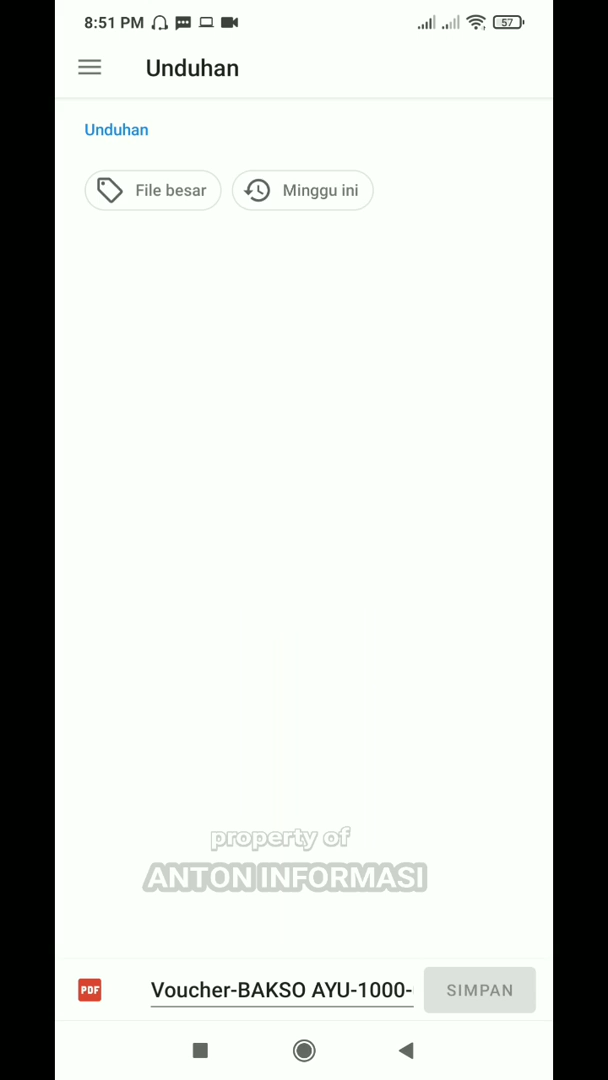 8:51 PM
57
Unduhan
Unduhan
File besar
Minggu ini
property of
ANTON INFORMASI
PDF
Voucher-BAKSO AYU-1000-
SIMPAN